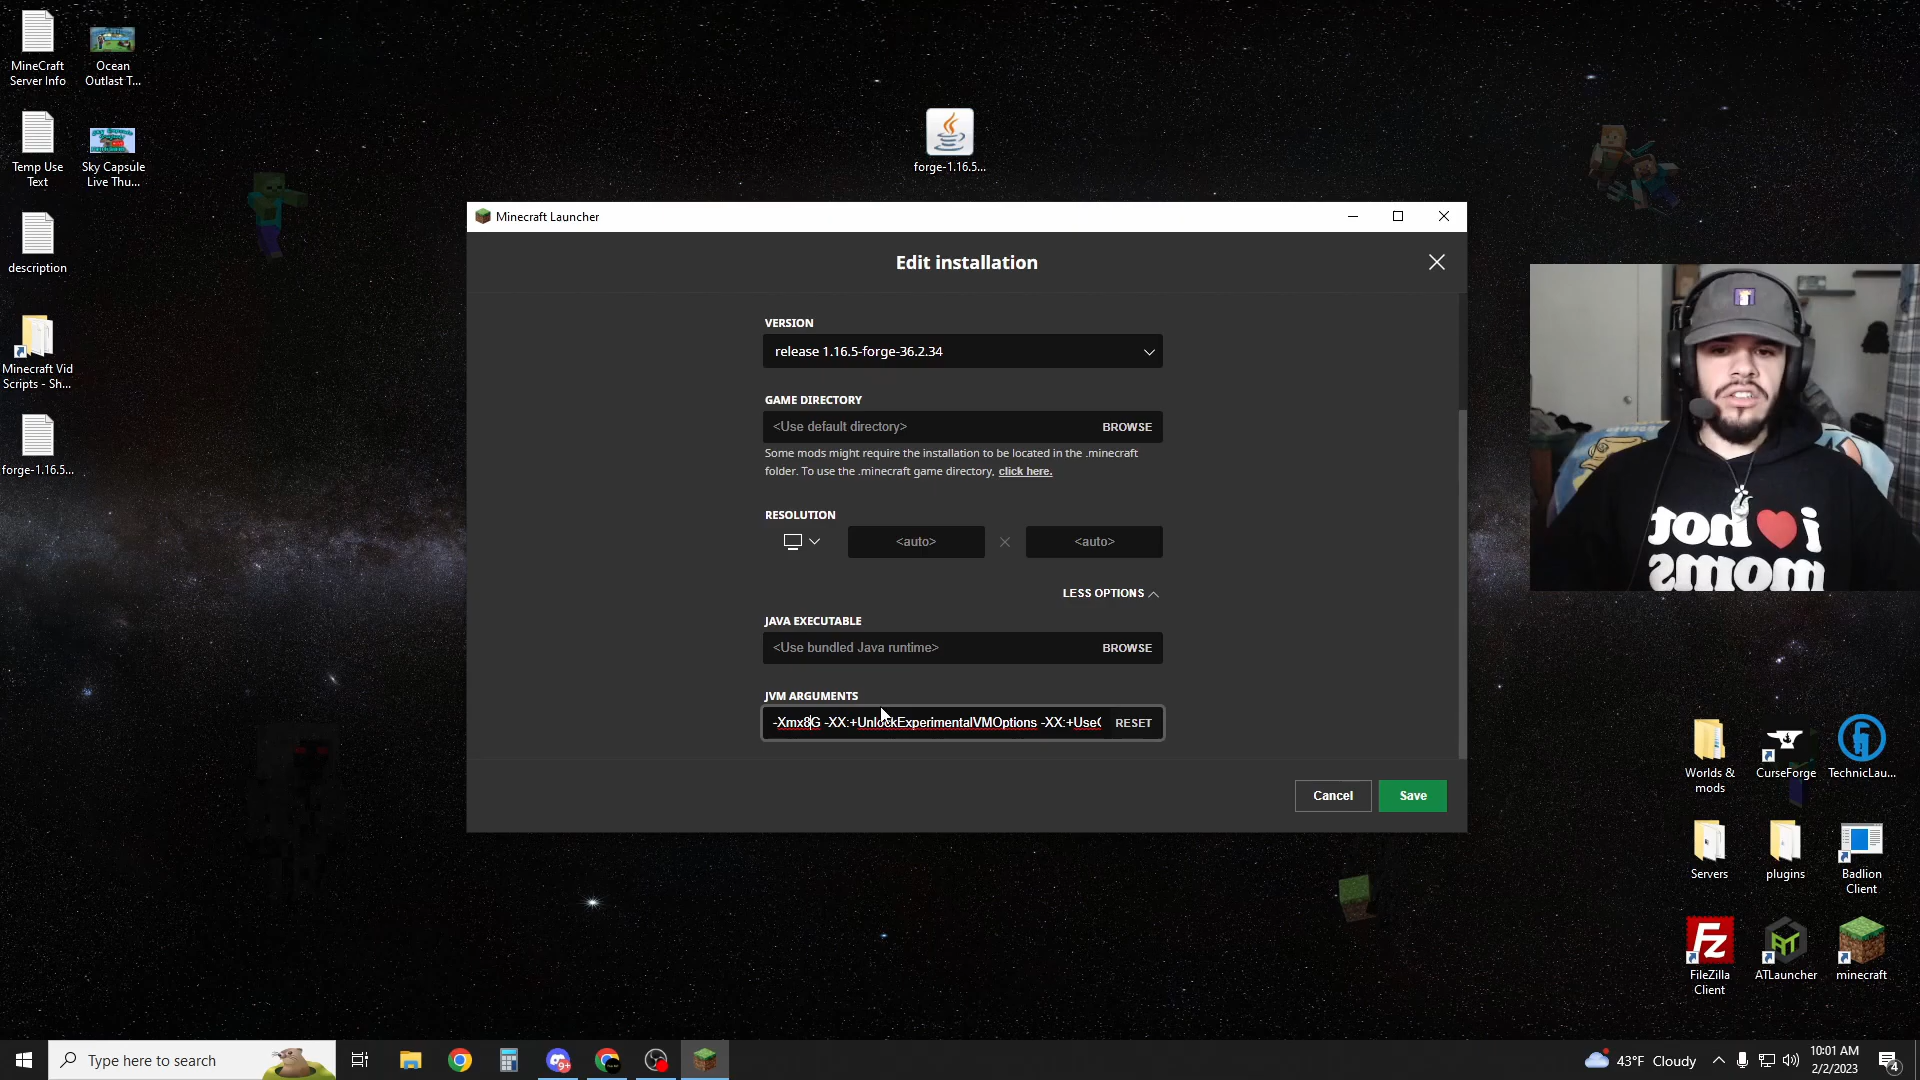 MineCraft
Server Info
Ocean
Outlast T...
Temp Use
Text
Sky Capsule
Live Thu...
description
Minecraft Vid
Scripts - Sh...
forge-1.16.5...
forge-1.16.5...
Minecraft Launcher
Edit installation
VERSION
release 1.16.5-forge-36.2.34
GAME DIRECTORY
<Use default directory>
BROWSE
Some mods might require the installation to be located in the .minecraft
folder. To use the .minecraft game directory, click here.
RESOLUTION
<auto>
<auto>
LESS OPTIONS
JAVA EXECUTABLE
<Use bundled Java runtime>
BROWSE
JVM ARGUMENTS
-Xmx8G -XX:+UnlockExperimentalVMOptions -XX:+Use
RESET
Cancel
Save
i
hot
moms
Worlds &
mods
CurseForge
TechnicLau...
Servers
plugins
Badlion
Client
FileZilla
Client
ATLauncher
minecraft
Type here to search
9+
43°F Cloudy
10:01 AM
2/2/2023
4